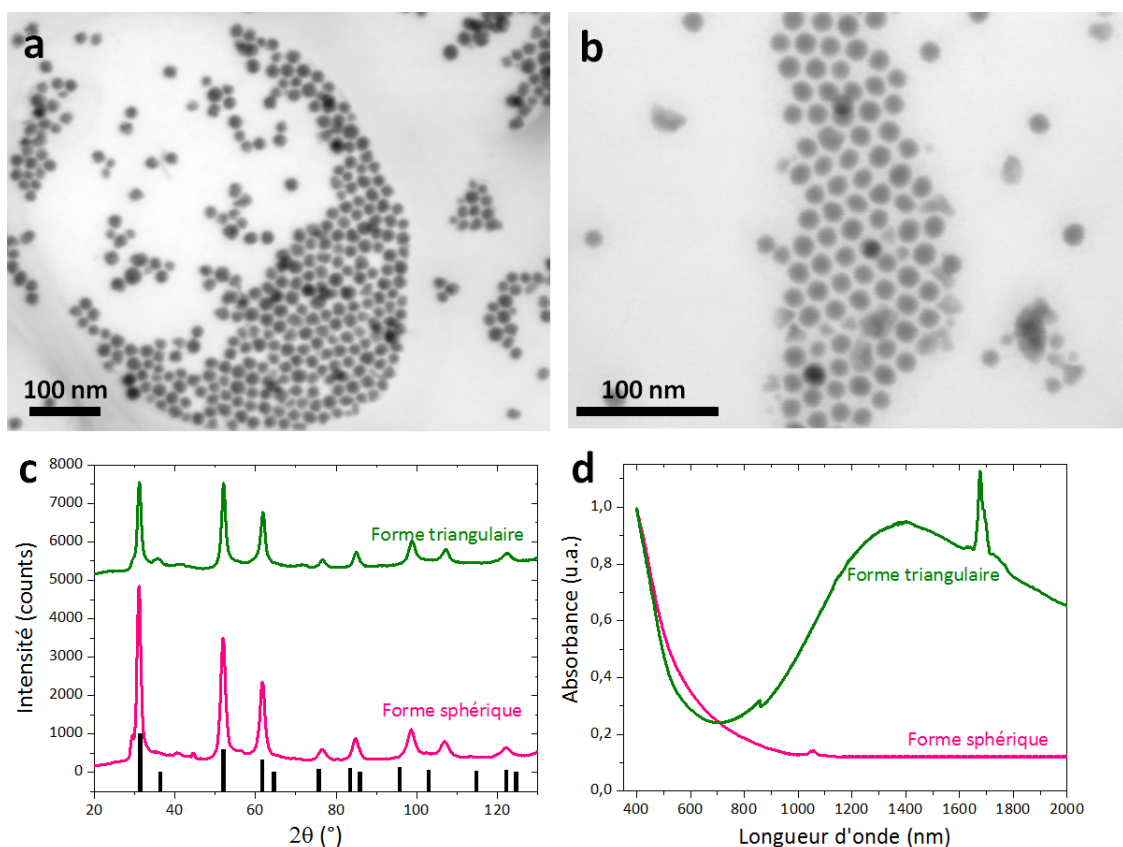 a
100 nm
b
100 nm
c
8000
7000
6000
5000
4000
3000
2000
1000
0
Intensité (counts)
Forme triangulaire
Forme sphérique
20 40 60 80 100 120
2θ (°)
d
1,0
0,8
0,6
0,4
0,2
0,0
Absorbance (u.a.)
Forme triangulaire
Forme sphérique
400 600 800 1000 1200 1400 1600 1800 2000
Longueur d'onde (nm)